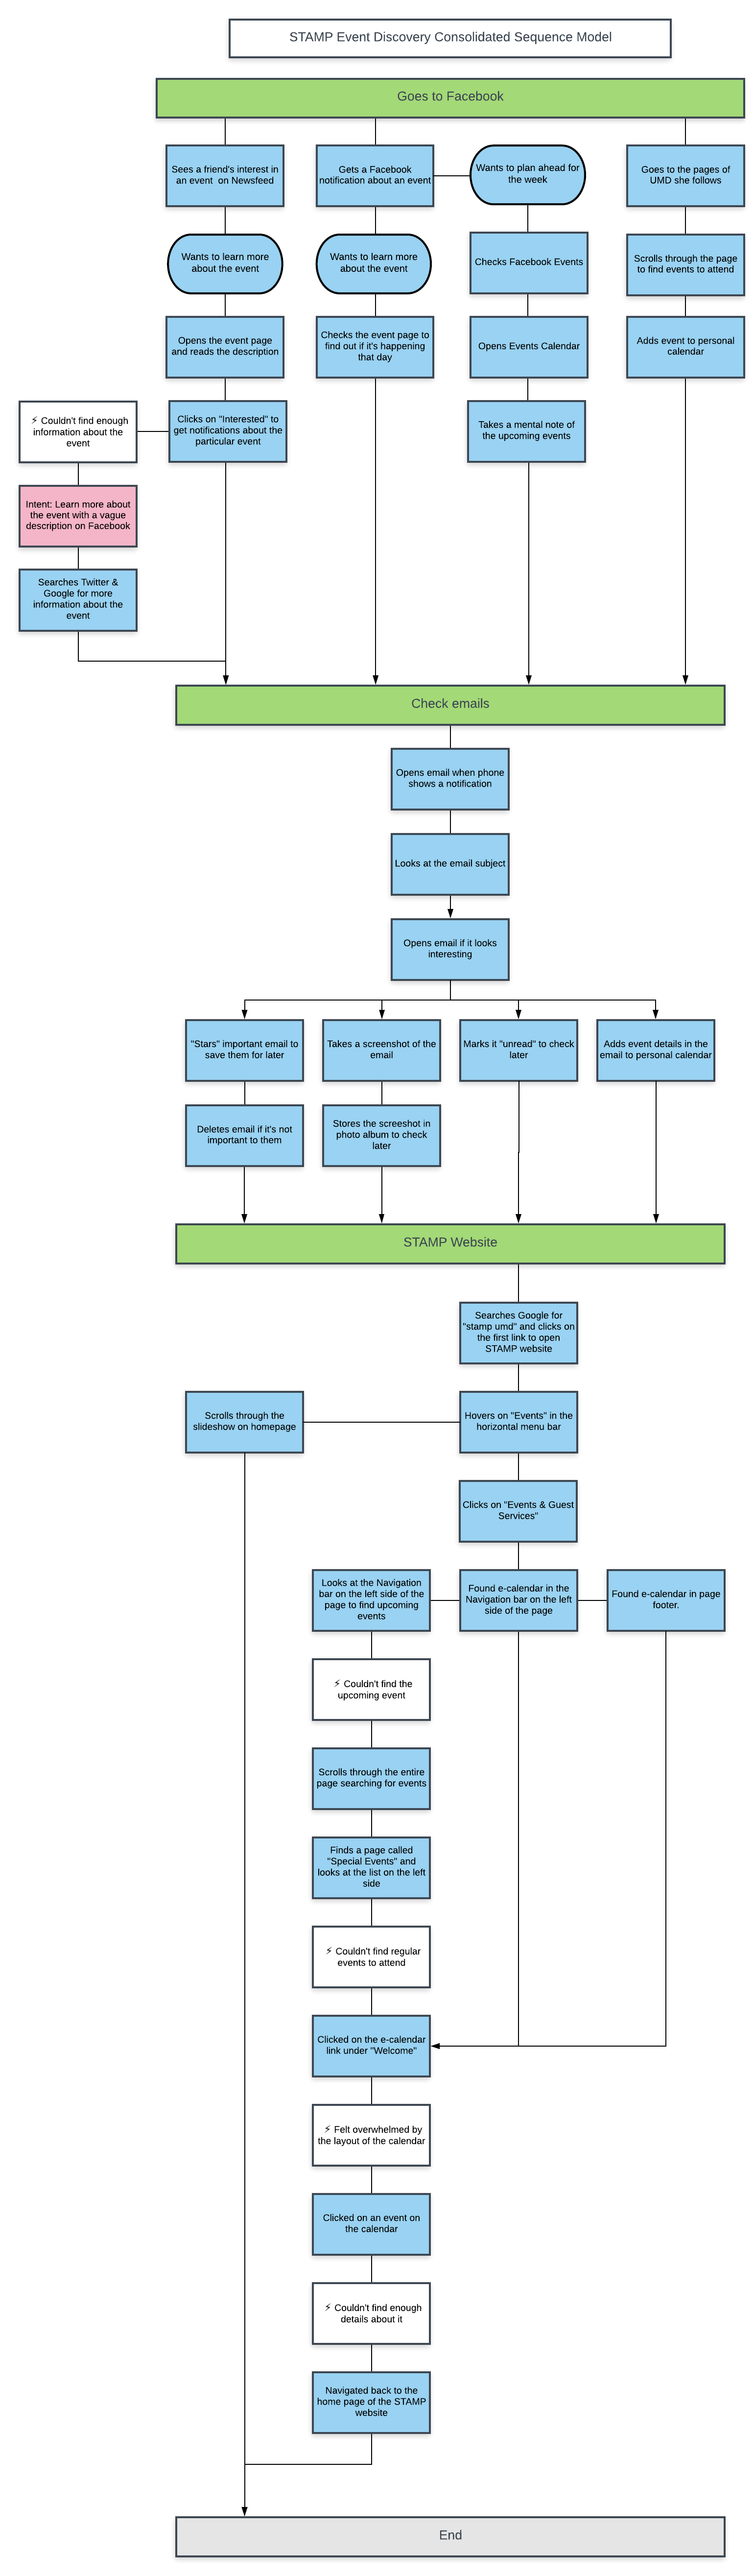 STAMP Event Discovery Consolidated Sequence Model
Goes to Facebook
Sees a friend's interest in
an event on Newsfeed
Gets a Facebook
notification about an event
Wants to plan ahead for
the week
Goes to the pages of
UMD she follows
Wants to learn more
about the event
Wants to learn more
about the event
Checks Facebook Events
Scrolls through the page
to find events to attend
Opens the event page
and reads the description
Checks the event page to
find out if it's happening
that day
Opens Events Calendar
Adds event to personal
calendar
⚡ Couldn't find enough
information about the
event
Clicks on "Interested" to
get notifications about the
particular event
Takes a mental note of
the upcoming events
Intent: Learn more about
the event with a vague
description on Facebook
Searches Twitter &
Google for more
information about the
event
Check emails
Opens email when phone
shows a notification
Looks at the email subject
Opens email if it looks
interesting
"Stars" important email to
save them for later
Takes a screenshot of the
email
Marks it "unread" to check
later
Adds event details in the
email to personal calendar
Deletes email if it's not
important to them
Stores the screeshot in
photo album to check
later
STAMP Website
Searches Google for
"stamp umd" and clicks on
the first link to open
STAMP website
Scrolls through the
slideshow on homepage
Hovers on "Events" in the
horizontal menu bar
Clicks on "Events & Guest
Services"
Looks at the Navigation
bar on the left side of the
page to find upcoming
events
Found e-calendar in the
Navigation bar on the left
side of the page
Found e-calendar in page
footer.
⚡ Couldn't find the
upcoming event
Scrolls through the entire
page searching for events
Finds a page called
"Special Events" and
looks at the list on the left
side
⚡ Couldn't find regular
events to attend
Clicked on the e-calendar
link under "Welcome"
⚡ Felt overwhelmed by
the layout of the calendar
Clicked on an event on
the calendar
⚡ Couldn't find enough
details about it
Navigated back to the
home page of the STAMP
website
End